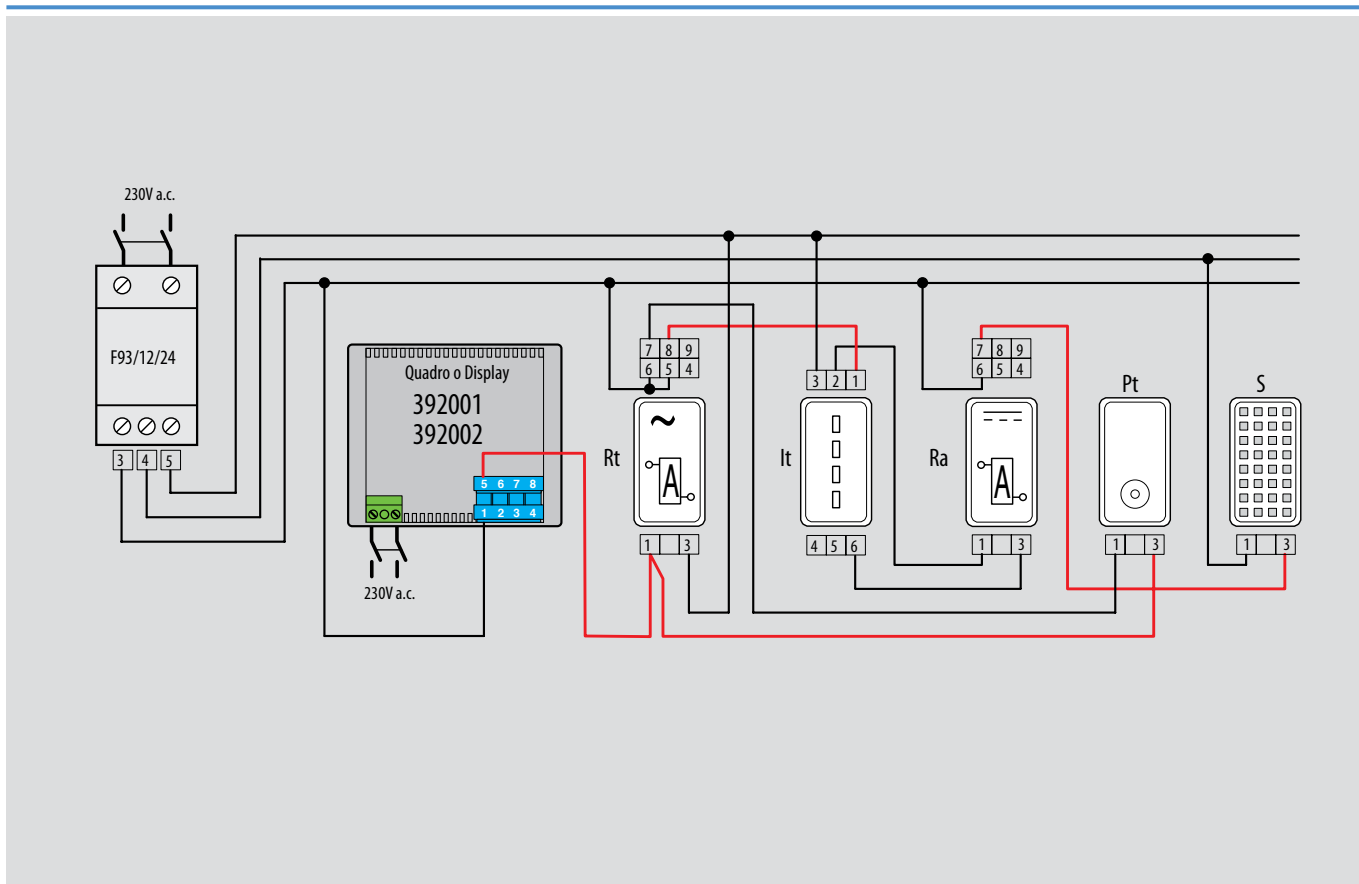 230V a.c.
F93/12/24
3 4 5
Quadro o Display
392001
392002
5 6 7 8
1 2 3 4
230V a.c.
7 8 9
6 5 4
~
Rt
A
1 3
3 2 1
It
4 5 6
7 8 9
6 5 4
Ra
A
1 3
Pt
1 3
S
1 3